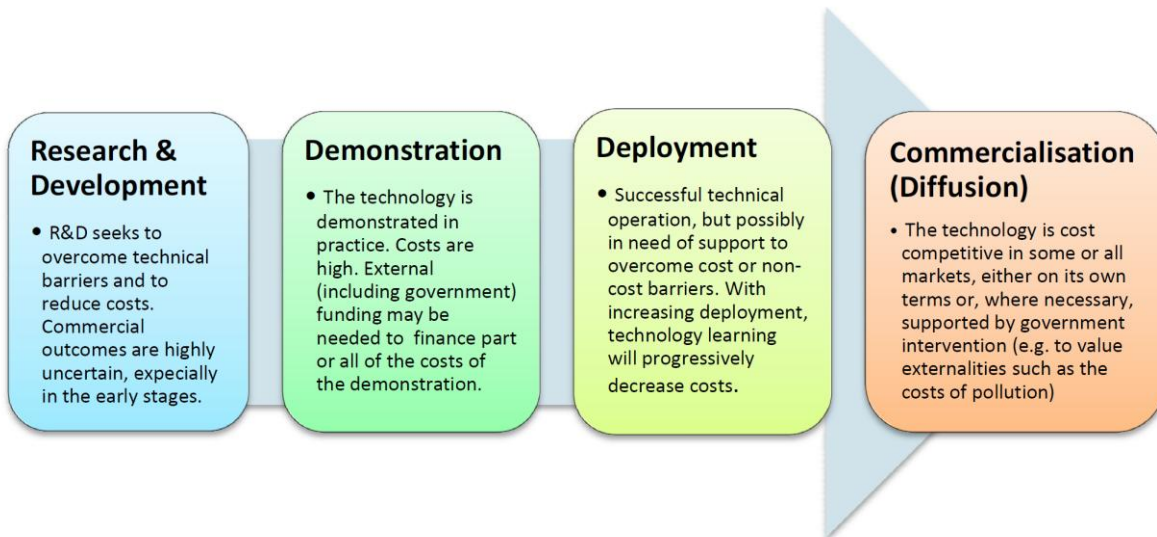 Research &
Development
• R&D seeks to
overcome technical
barriers and to
reduce costs.
Commercial
outcomes are highly
uncertain, expecially
in the early stages.
Demonstration
• The technology is
demonstrated in
practice. Costs are
high. External
(including government)
funding may be
needed to finance part
or all of the costs of
the demonstration.
Deployment
• Successful technical
operation, but possibly
in need of support to
overcome cost or non-
cost barriers. With
increasing deployment,
technology learning
will progressively
decrease costs.
Commercialisation
(Diffusion)
• The technology is cost
competitive in some or all
markets, either on its own
terms or, where necessary,
supported by government
intervention (e.g. to value
externalities such as the
costs of pollution)